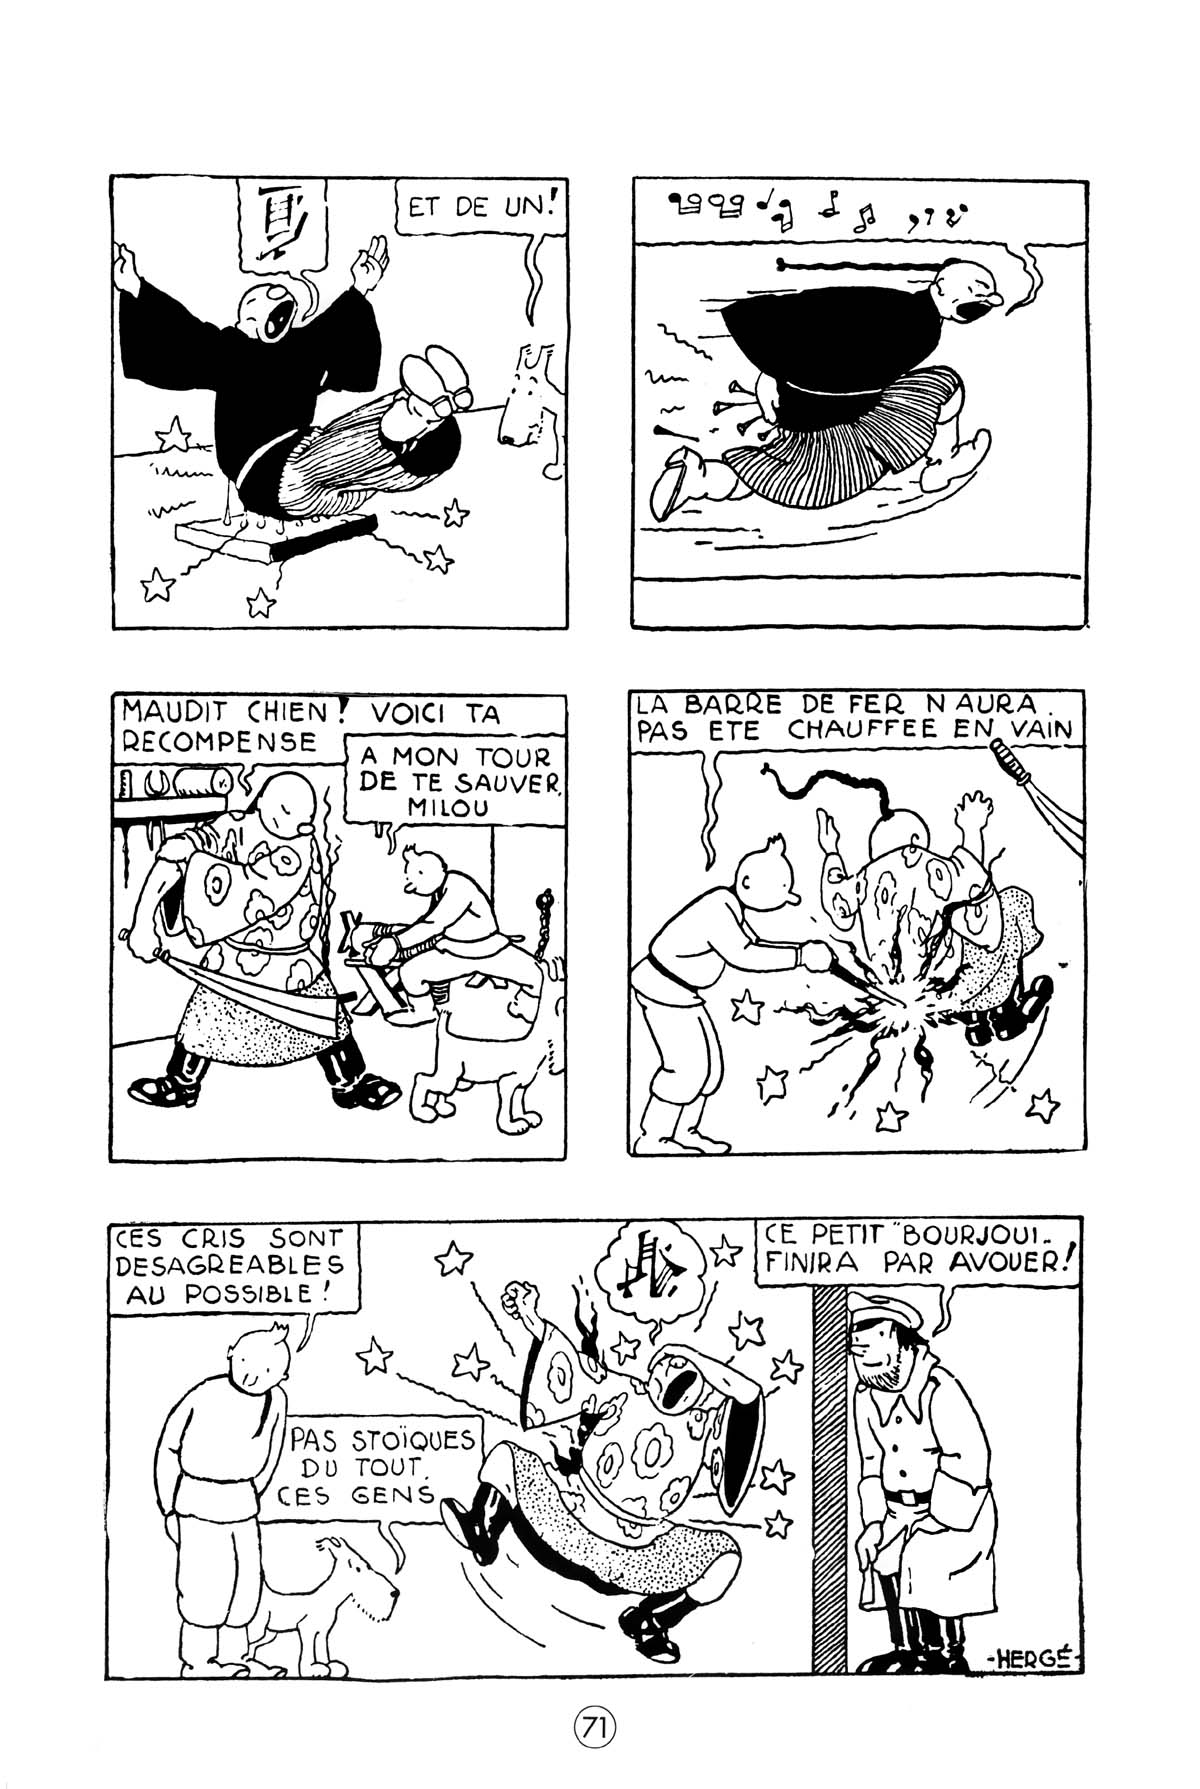 ET DE UN!
MAUDIT CHIEN! VOICI TA
RECOMPENSE
A MON TOUR
DE TE SAUVER,
MILOU
LA BARRE DE FER N'AURA
PAS ETE CHAUFFEE EN VAIN
CES CRIS SONT
DESAGREABLES
AU POSSIBLE!
PAS STOÏQUES
DU TOUT.
CES GENS
CE PETIT "BOURJOUI"
FINIRA PAR AVOUER!
-HERGÉ-
71